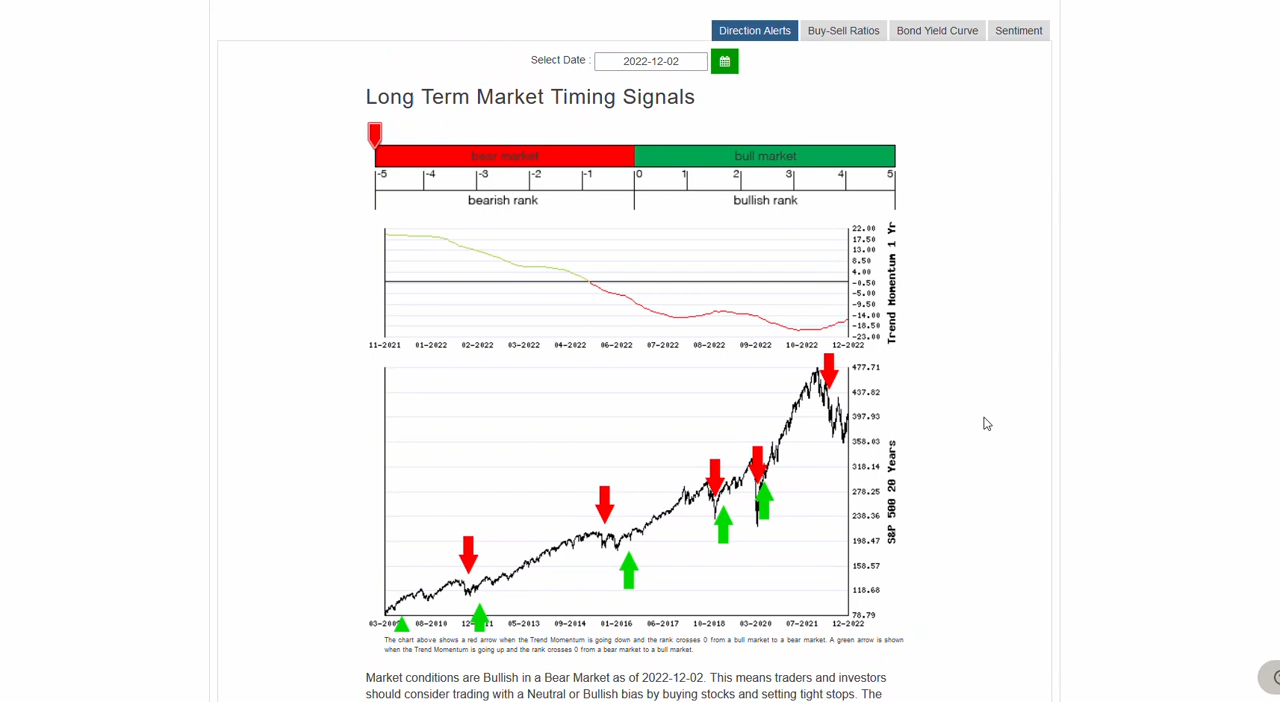 Direction Alerts Buy-Sell Ratios Bond Yield Curve Sentiment
Select Date : 2022-12-02
Long Term Market Timing Signals
bear market bull market
-5 -4 -3 -2 -1 0 1 2 3 4 5
bearish rank bullish rank
22.00
17.50
13.00
8.50
4.00
-0.50
-5.00
-9.50
-14.00
-18.50
-23.00
Trend Momentum 1 Yr
11-2021 01-2022 02-2022 03-2022 04-2022 06-2022 07-2022 08-2022 09-2022 10-2022 12-2022
477.71
437.82
397.93
358.03
318.14
278.25
238.36
198.47
158.57
118.68
78.79
S&P 500 20 Years
03-200 08-2010 12- 1 05-2013 09-2014 01-2016 06-2017 10-2018 03-2020 07-2021 12-2022
The chart above shows a red arrow when the Trend Momentum is going down and the rank crosses 0 from a bull market to a bear market. A green arrow is shown
when the Trend Momentum is going up and the rank crosses 0 from a bear market to a bull market.
Market conditions are Bullish in a Bear Market as of 2022-12-02. This means traders and investors
should consider trading with a Neutral or Bullish bias by buying stocks and setting tight stops. The